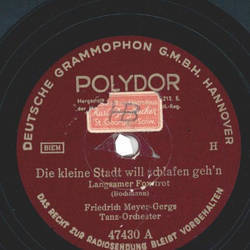 DEUTSCHE GRAMMOPHON G.M.B.H. HANNOVER
POLYDOR
BIEM
H
Die kleine Stadt will schlafen geh'n
Langsamer Foxtrot
(Bochmann)
Friedrich Meyer-Gergs
Tanz-Orchester
47430 A
DAS RECHT ZUR RADIOSENDUNG BLEIBT VORBEHALTEN